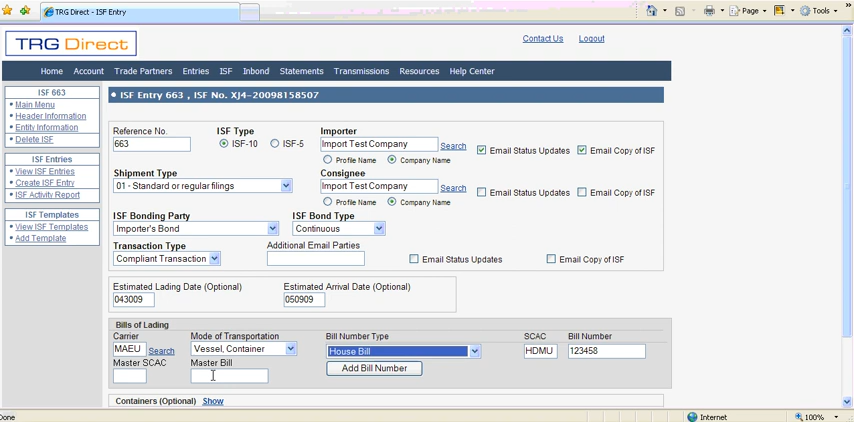 TRG Direct - ISF Entry
Page
Tools
TRG Direct
Contact Us Logout
Home Account Trade Partners Entries ISF Inbond Statements Transmissions Resources Help Center
ISF 663
Main Menu
Header Information
Entity Information
Delete ISF
ISF Entries
View ISF Entries
Create ISF Entry
ISF Activity Report
ISF Templates
View ISF Templates
Add Template
ISF Entry 663 , ISF No. XJ4-20098158507
Reference No. ISF Type Importer
663 ISF-10 ISF-5 Import Test Company Search Email Status Updates Email Copy of ISF
Profile Name Company Name
Shipment Type Consignee
01 - Standard or regular filings Import Test Company Search Email Status Updates Email Copy of ISF
Profile Name Company Name
ISF Bonding Party ISF Bond Type
Importer's Bond Continuous
Transaction Type Additional Email Parties
Compliant Transaction Email Status Updates Email Copy of ISF
Estimated Lading Date (Optional) Estimated Arrival Date (Optional)
043009 050909
Bills of Lading
Carrier Mode of Transportation Bill Number Type SCAC Bill Number
MAEU Search Vessel, Container House Bill HDMU 123458
Master SCAC Master Bill Add Bill Number
Containers (Optional) Show
Done Internet 100%